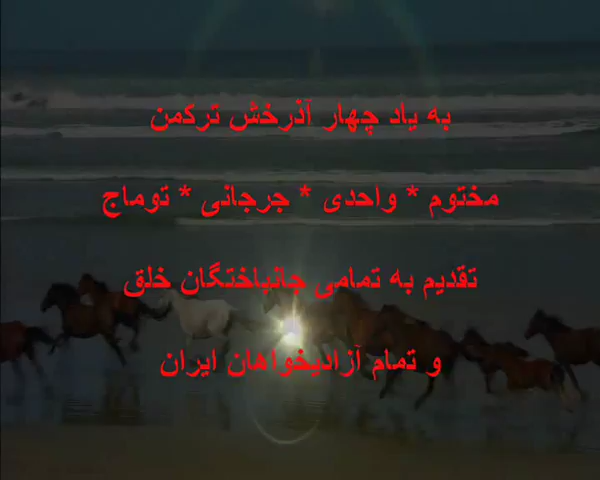 به یاد چهار آذرخش ترکمن
مختوم * واحدی * جرجانی * توماج
تقدیم به تمامی جانباختگان خلق
و تمام آزادیخواهان ایران